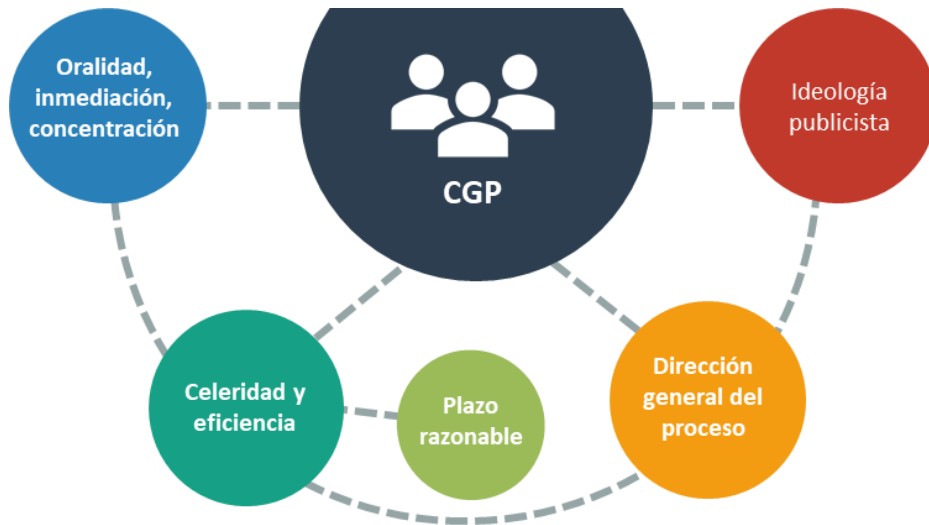 Oralidad,
inmediación,
concentración
CGP
Ideología
publicista
Celeridad y
eficiencia
Plazo
razonable
Dirección
general del
proceso